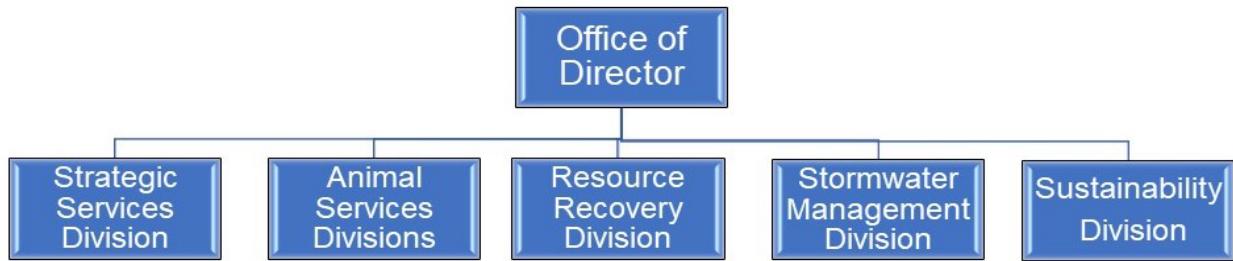 Office of
Director
Strategic
Services
Division
Animal
Services
Divisions
Resource
Recovery
Division
Stormwater
Management
Division
Sustainability
Division